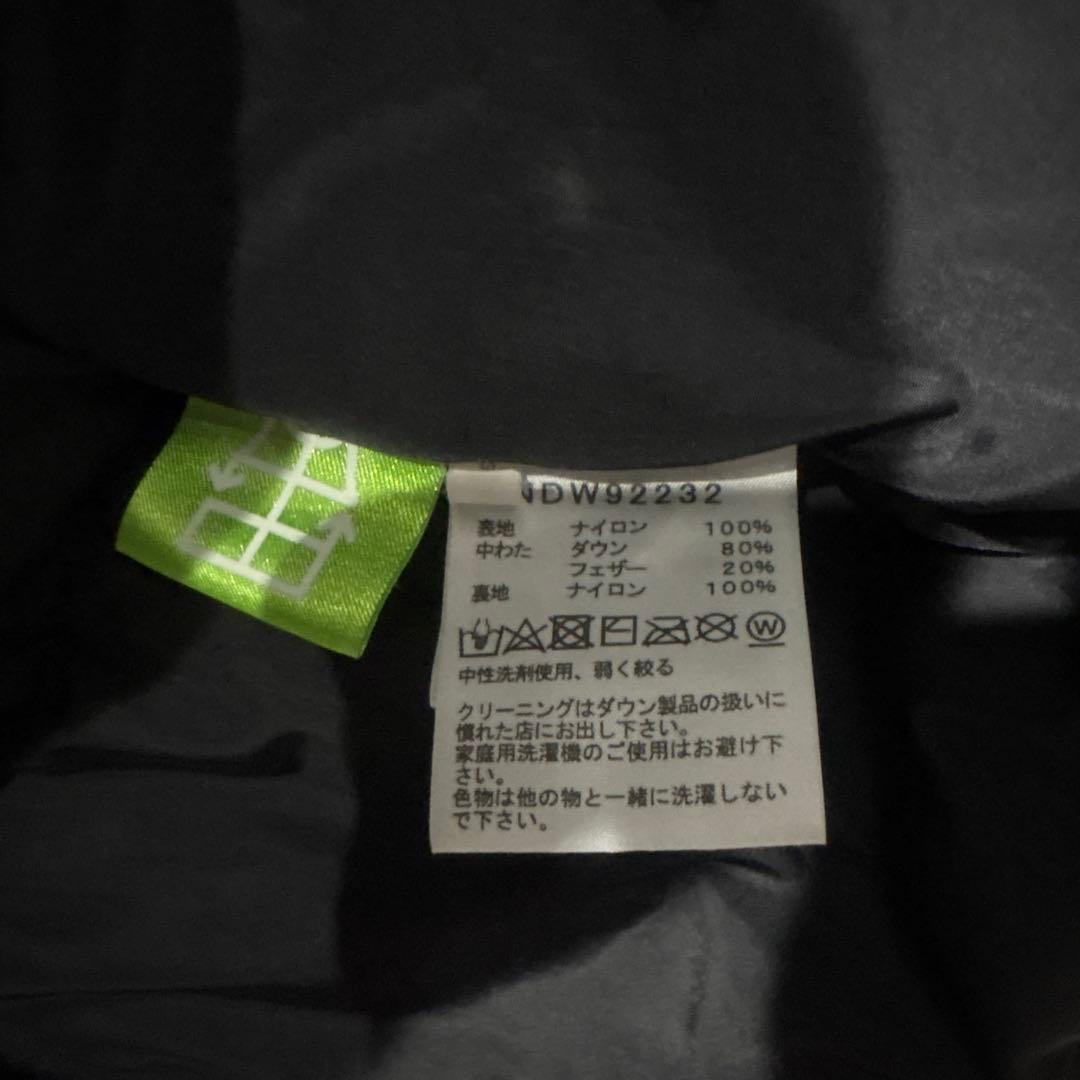 NDW92232
表地 ナイロン 100%
中わた ダウン 80%
フェザー 20%
裏地 ナイロン 100%
W
中性洗剤使用、弱く絞る
クリーニングはダウン製品の扱いに
慣れた店にお出し下さい。
家庭用洗濯機のご使用はお避け下
さい。
色物は他の物と一緒に洗濯しない
で下さい。